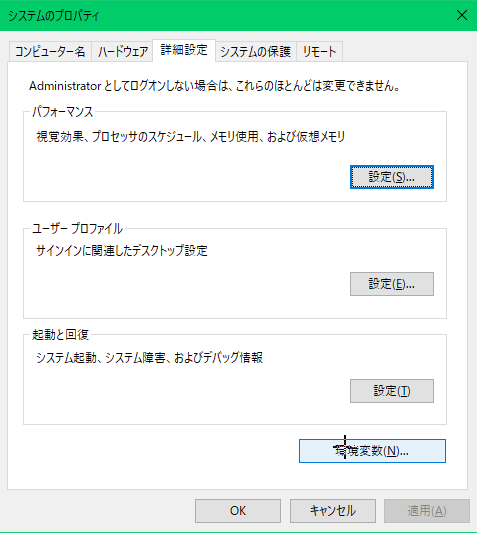 システムのプロパティ
コンピューター名 ハードウェア 詳細設定 システムの保護 リモート
Administrator としてログオンしない場合は、これらのほとんどは変更できません。
パフォーマンス
視覚効果、プロセッサのスケジュール、メモリ使用、および仮想メモリ
設定(S)...
ユーザー プロファイル
サインインに関連したデスクトップ設定
設定(E)...
起動と回復
システム起動、システム障害、およびデバッグ情報
設定(T)
環境変数(N)...
OK キャンセル 適用(A)